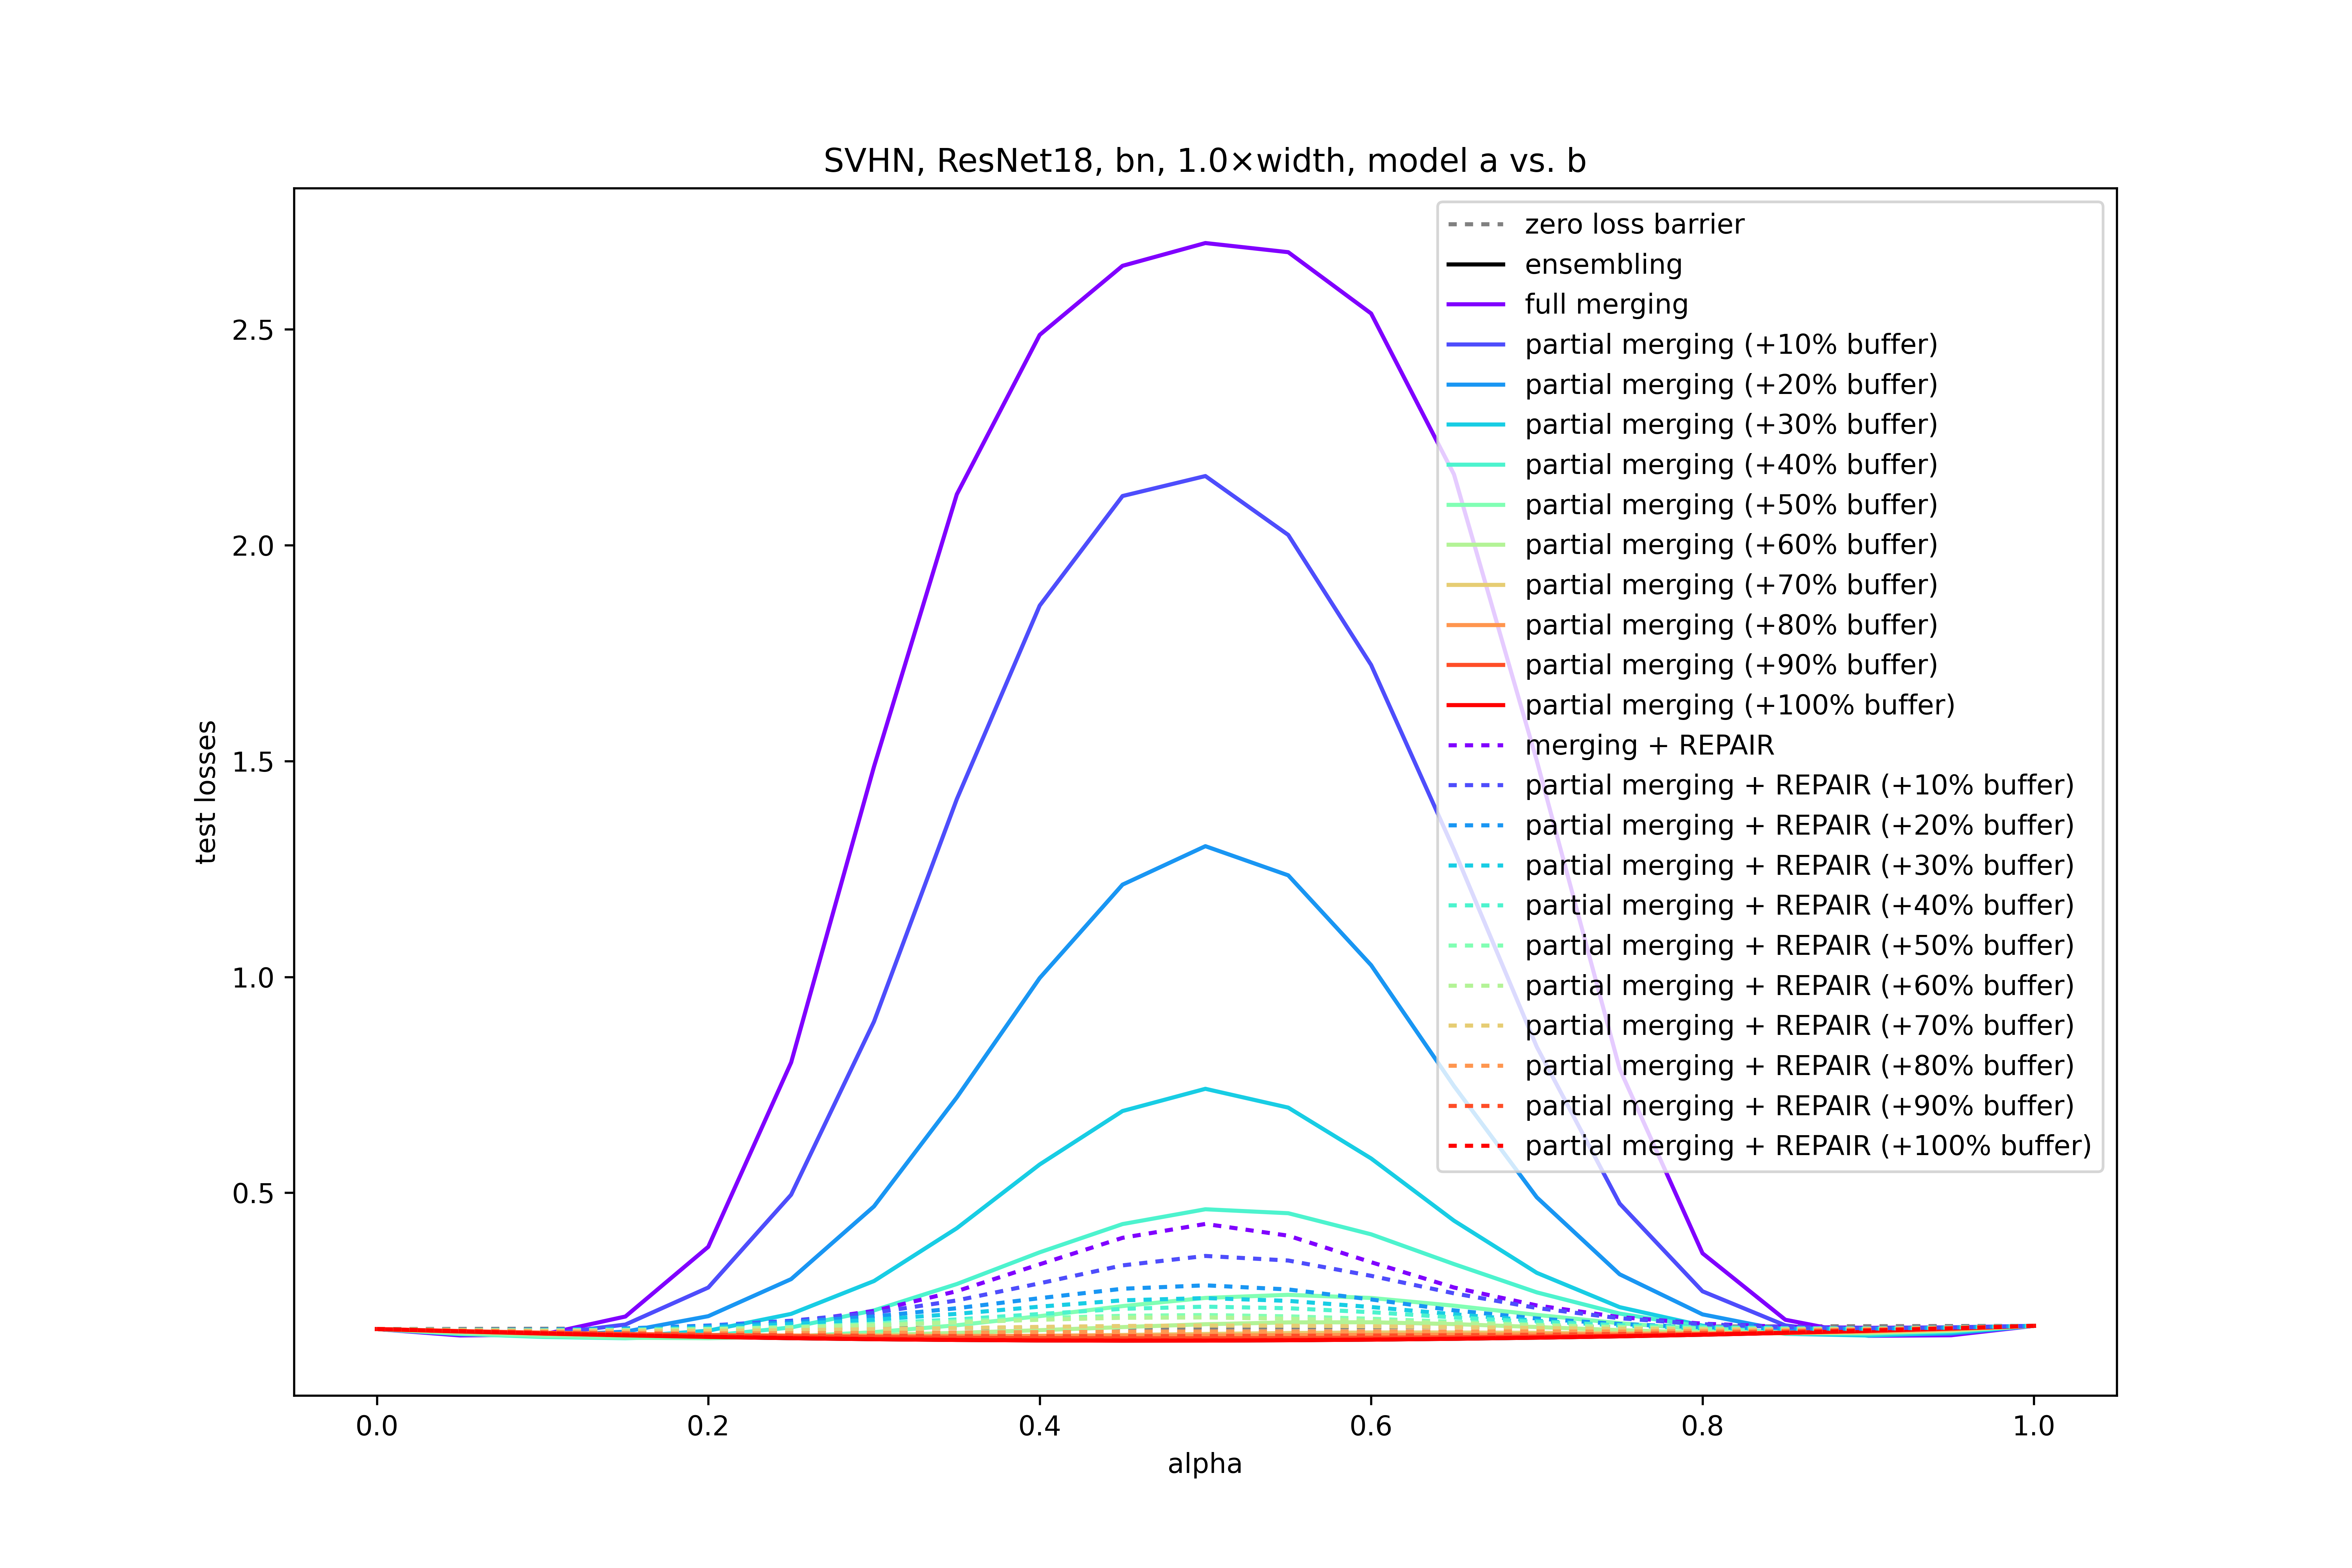 SVHN, ResNet18, bn, 1.0×width, model a vs. b
zero loss barrier
ensembling
full merging
partial merging (+10% buffer)
partial merging (+20% buffer)
partial merging (+30% buffer)
partial merging (+40% buffer)
partial merging (+50% buffer)
partial merging (+60% buffer)
partial merging (+70% buffer)
partial merging (+80% buffer)
partial merging (+90% buffer)
partial merging (+100% buffer)
merging + REPAIR
partial merging + REPAIR (+10% buffer)
partial merging + REPAIR (+20% buffer)
partial merging + REPAIR (+30% buffer)
partial merging + REPAIR (+40% buffer)
partial merging + REPAIR (+50% buffer)
partial merging + REPAIR (+60% buffer)
partial merging + REPAIR (+70% buffer)
partial merging + REPAIR (+80% buffer)
partial merging + REPAIR (+90% buffer)
partial merging + REPAIR (+100% buffer)
test losses
2.5
2.0
1.5
1.0
0.5
0.0 0.2 0.4 0.6 0.8 1.0
alpha